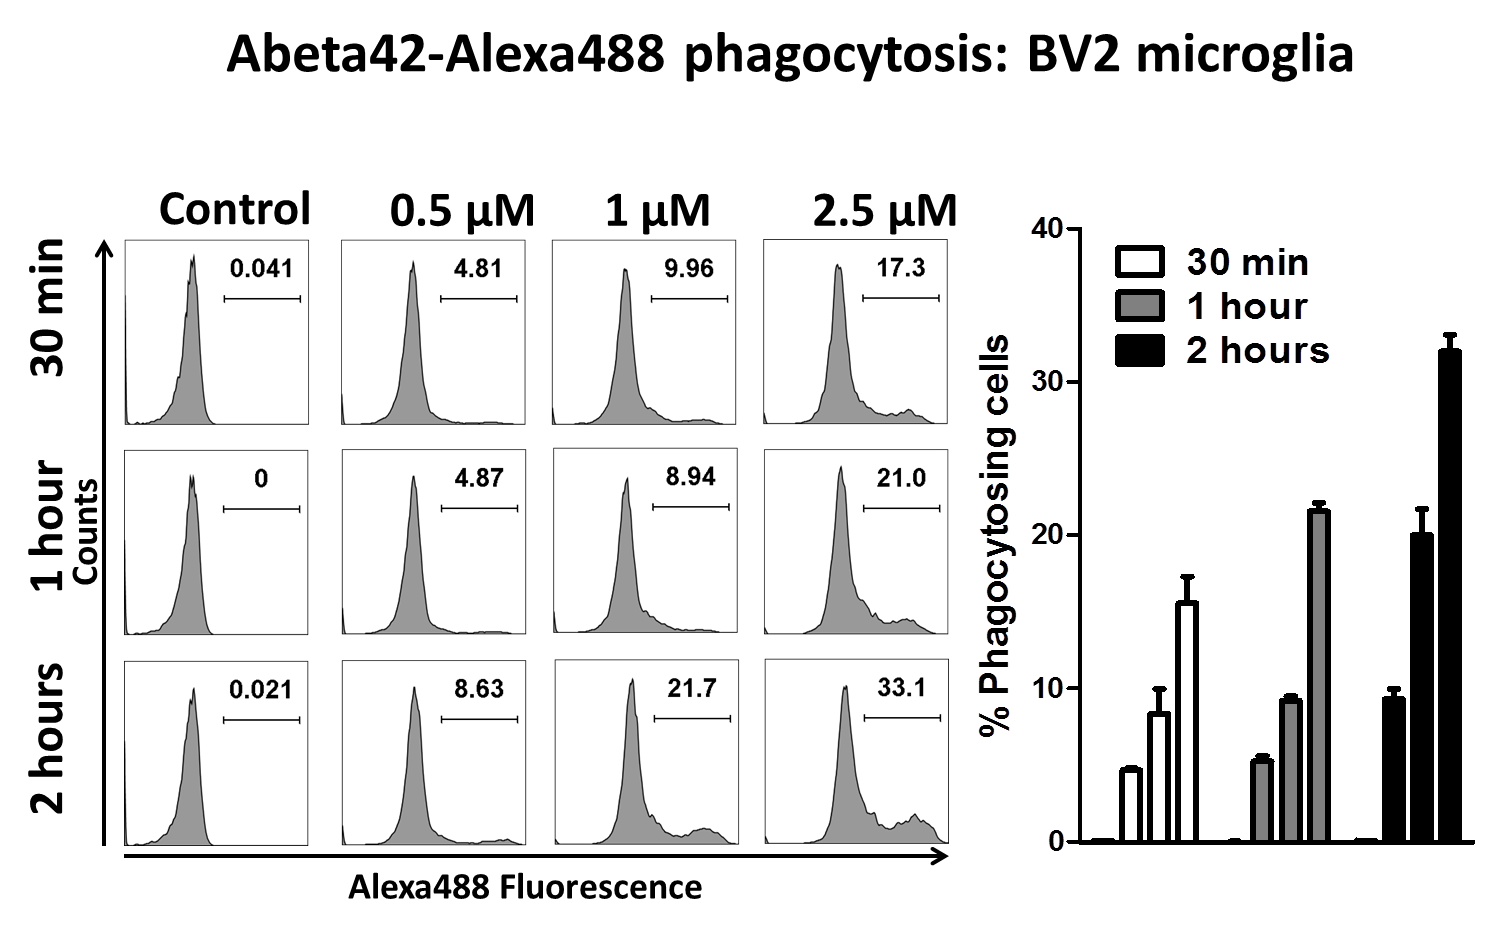 Abeta42-Alexa488 phagocytosis: BV2 microglia
Control 0.5 µM 1 µM 2.5 µM
30 min
0.041 4.81 9.96 17.3
1 hour
0 4.87 8.94 21.0
2 hours
0.021 8.63 21.7 33.1
Counts
Alexa488 Fluorescence
% Phagocytosing cells
40
30
20
10
0
30 min
1 hour
2 hours